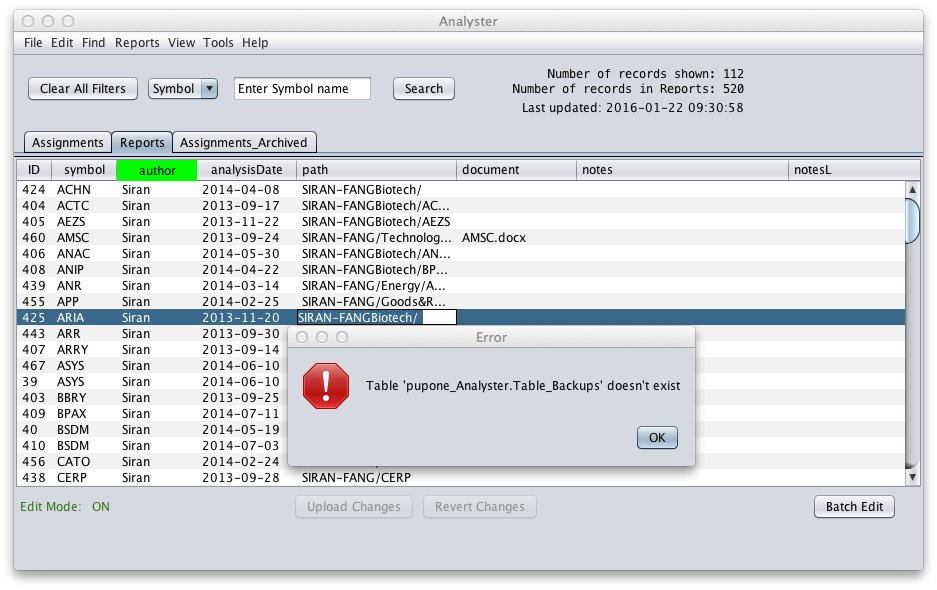 Analyster
File Edit Find Reports View Tools Help
Number of records shown: 112
Clear All Filters Symbol Enter Symbol name Search Number of records in Reports: 520
Last updated: 2016-01-22 09:30:58
Assignments Reports Assignments_Archived
ID symbol author analysisDate path document notes notesL
424 ACHN Siran 2014-04-08 SIRAN-FANGBiotech/
404 ACTC Siran 2013-09-17 SIRAN-FANGBiotech/AC...
405 AEZS Siran 2013-11-22 SIRAN-FANGBiotech/AEZS
460 AMSC Siran 2013-09-24 SIRAN-FANG/Technolog... AMSC.docx
406 ANAC Siran 2014-05-30 SIRAN-FANGBiotech/AN...
408 ANIP Siran 2014-04-22 SIRAN-FANGBiotech/BP...
439 ANR Siran 2014-03-14 SIRAN-FANG/Energy/A...
455 APP Siran 2014-02-25 SIRAN-FANG/Goods&R...
425 ARIA Siran 2013-11-20 SIRAN-FANGBiotech/
443 ARR Siran 2013-09-30
407 ARRY Siran 2013-09-14
467 ASYS Siran 2014-06-10
39 ASYS Siran 2014-06-10
403 BBRY Siran 2013-09-25
409 BPAX Siran 2014-07-11
40 BSDM Siran 2014-05-19
410 BSDM Siran 2014-07-03
456 CATO Siran 2014-02-24
438 CERP Siran 2013-09-28 SIRAN-FANG/CERP
Error
Table 'pupone_Analyster.Table_Backups' doesn't exist
OK
Edit Mode: ON Upload Changes Revert Changes Batch Edit